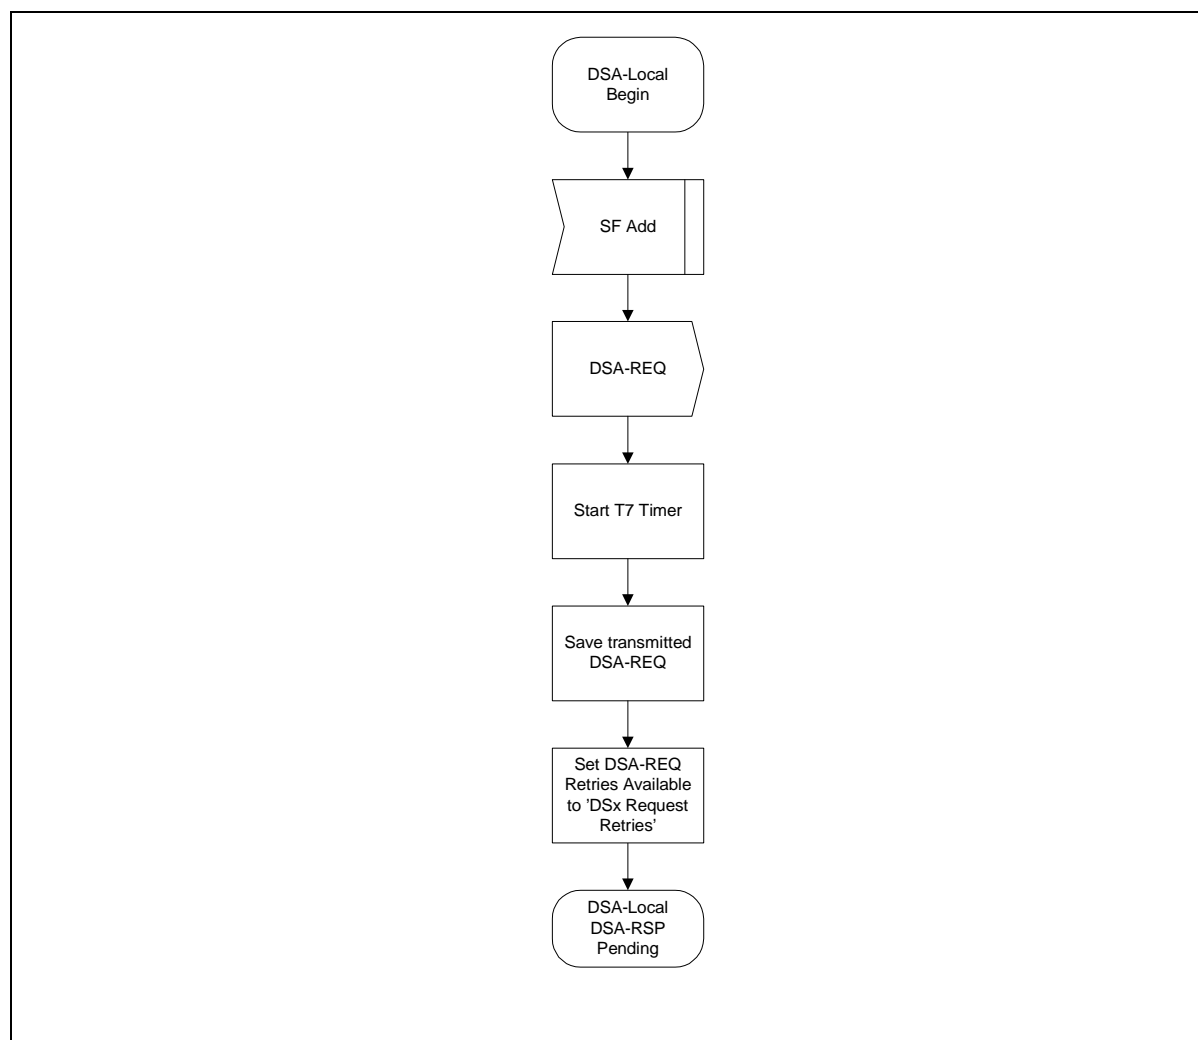 DSA-Local
Begin
SF Add
DSA-REQ
Start T7 Timer
Save transmitted
DSA-REQ
Set DSA-REQ
Retries Available
to ’DSx Request
Retries’
DSA-Local
DSA-RSP
Pending